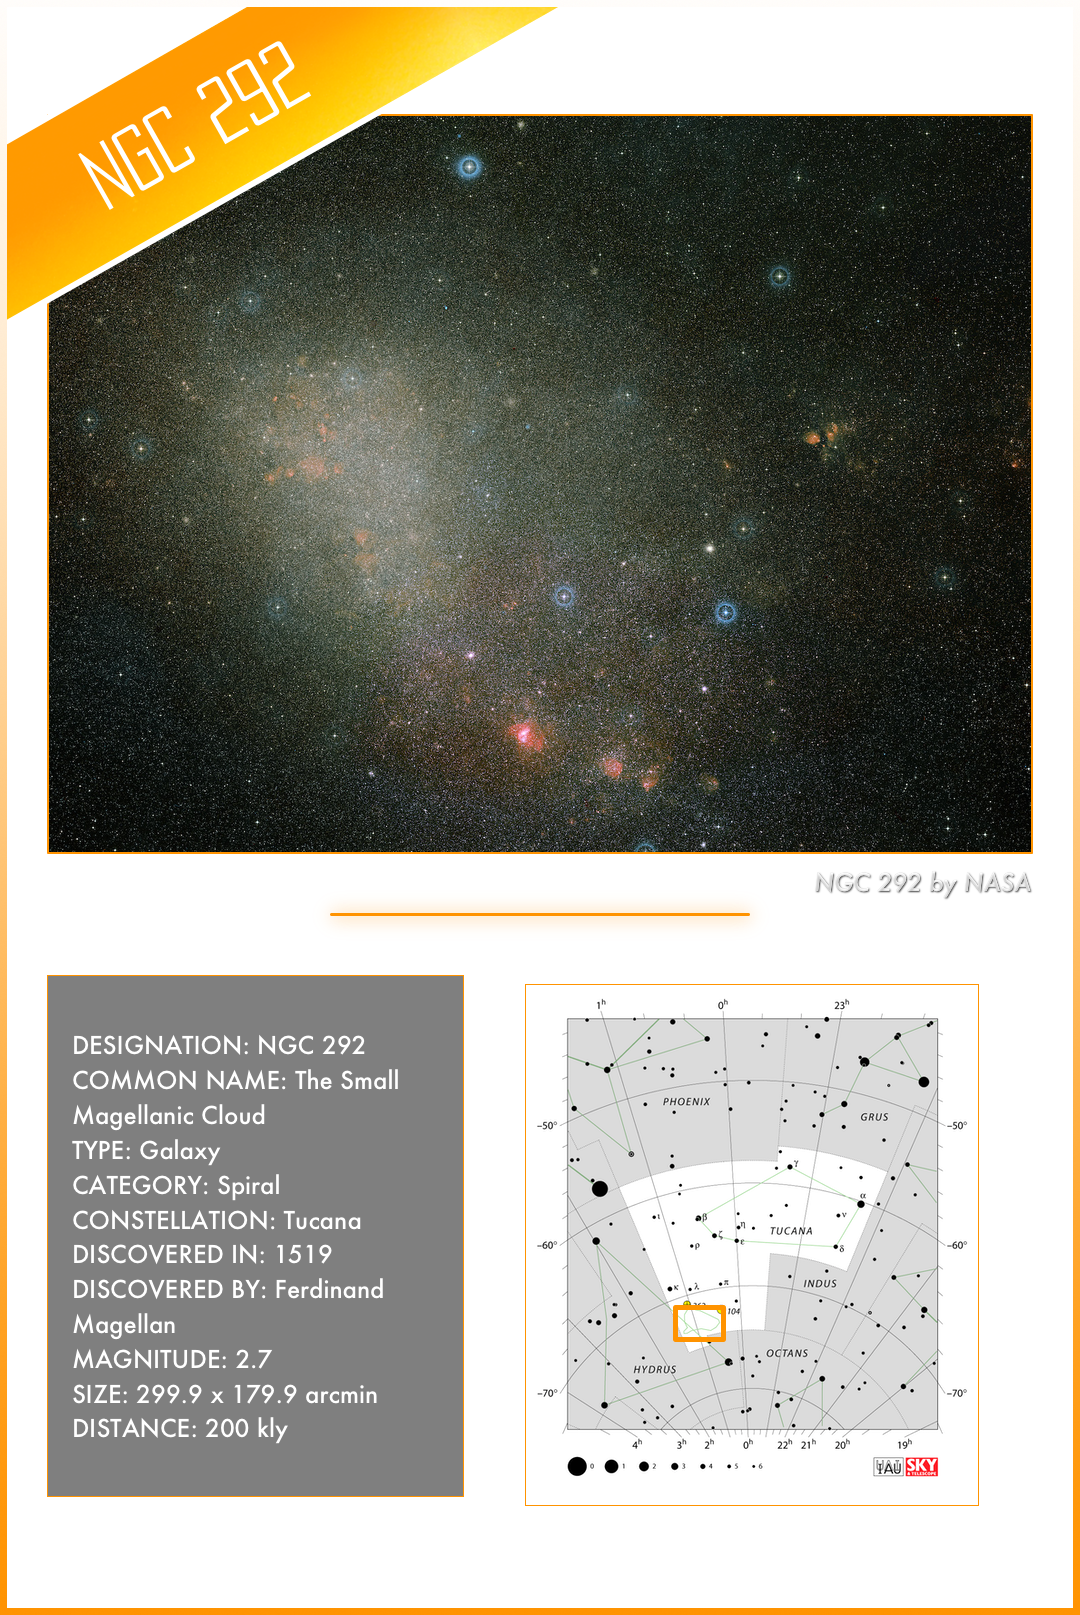 NGC 292
NGC 292 by NASA
DESIGNATION: NGC 292
COMMON NAME: The Small
Magellanic Cloud
TYPE: Galaxy
CATEGORY: Spiral
CONSTELLATION: Tucana
DISCOVERED IN: 1519
DISCOVERED BY: Ferdinand
Magellan
MAGNITUDE: 2.7
SIZE: 299.9 x 179.9 arcmin
DISTANCE: 200 kly
1h 0h 23h
PHOENIX
GRUS
–50° –50°
γ
α
ι β η ν
ζ TUCANA
ρ ε δ
–60° –60°
κ λ π INDUS
104
OCTANS
HYDRUS
–70° –70°
4h 3h 2h 0h 22h 21h 20h 19h
0 1 2 3 4 5 6
IAU SKY
& TELESCOPE